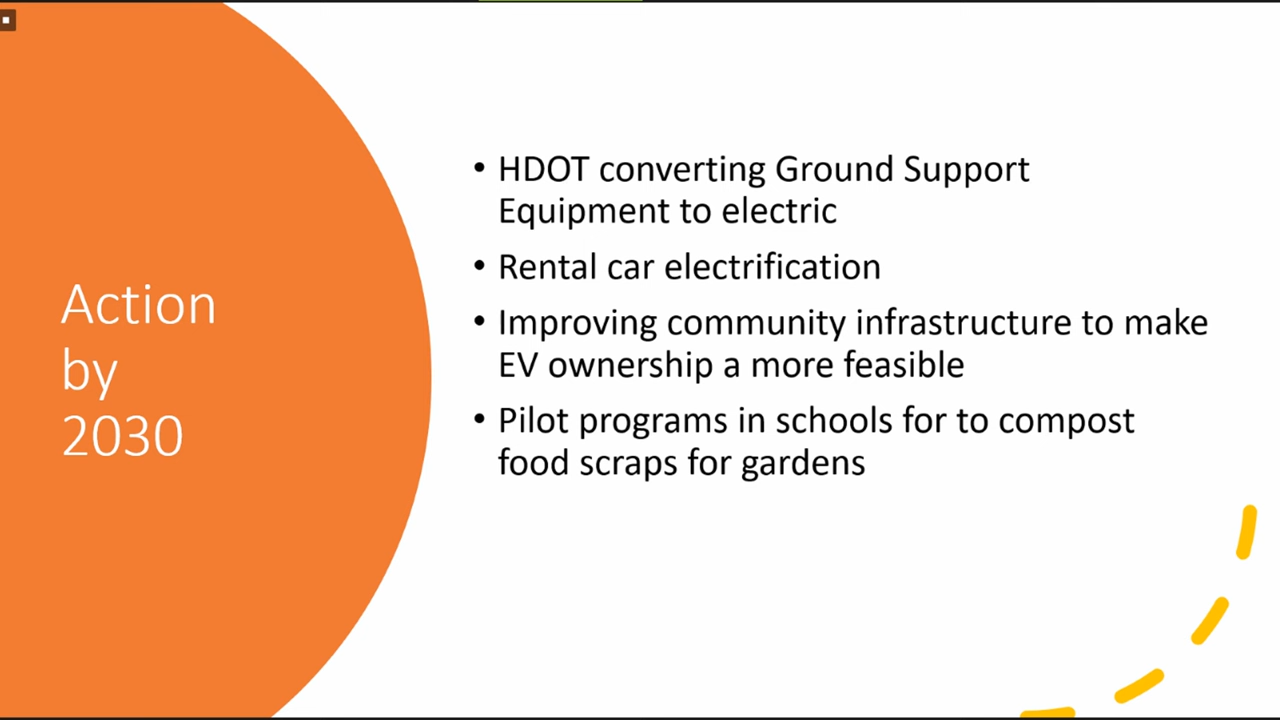 Action
by
2030
• HDOT converting Ground Support
Equipment to electric
• Rental car electrification
• Improving community infrastructure to make
EV ownership a more feasible
• Pilot programs in schools for to compost
food scraps for gardens